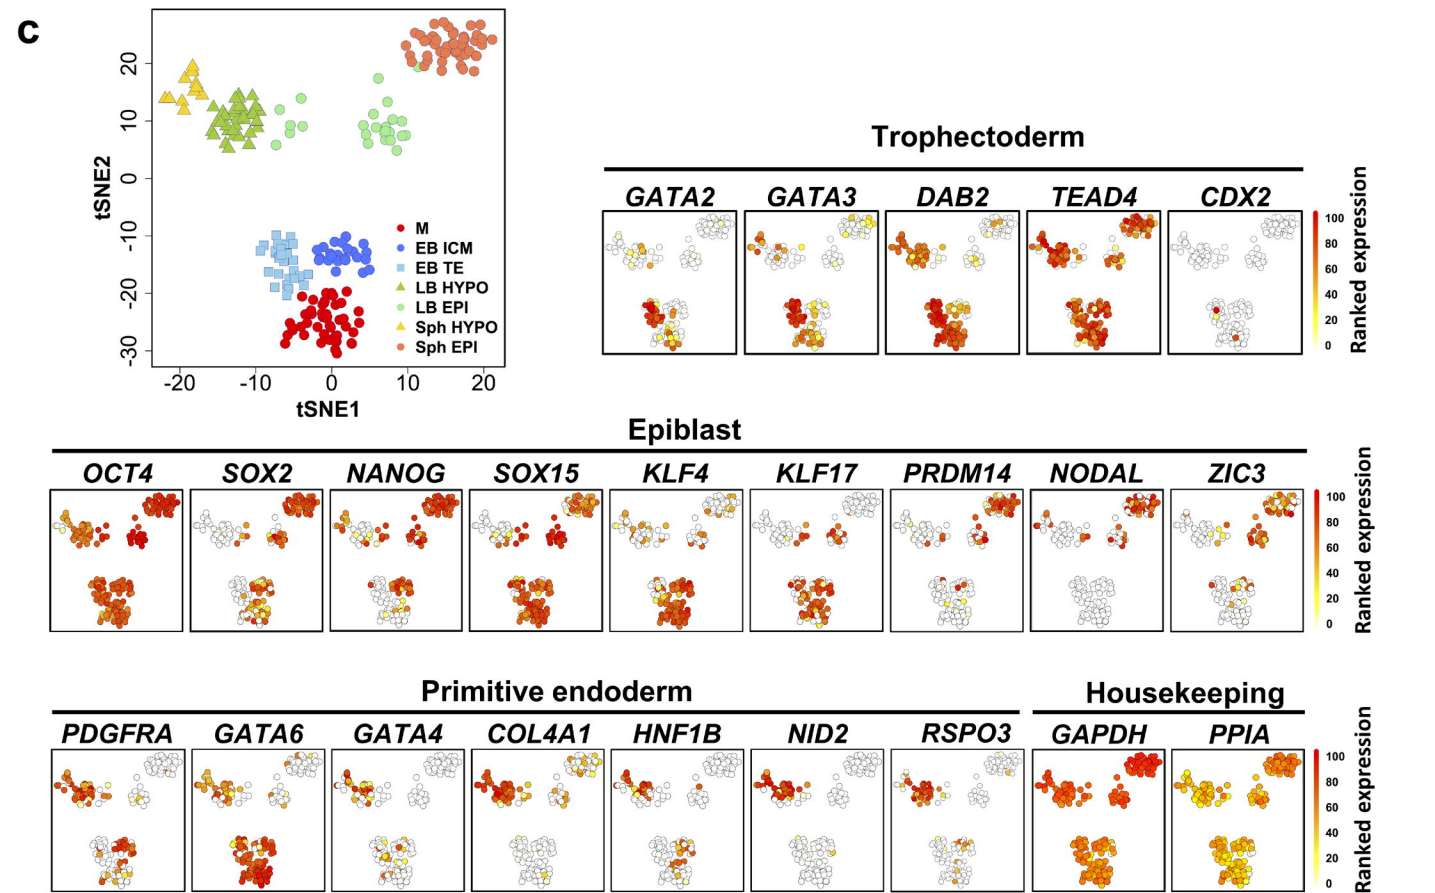 c
tSNE2
20
10
0
-10
-20
-30
-20 -10 0 10 20
tSNE1
M
EB ICM
EB TE
LB HYPO
LB EPI
Sph HYPO
Sph EPI
Trophectoderm
GATA2 GATA3 DAB2 TEAD4 CDX2
100
80
60
40
20
0
Ranked expression
Epiblast
OCT4 SOX2 NANOG SOX15 KLF4 KLF17 PRDM14 NODAL ZIC3
100
80
60
40
20
0
Ranked expression
Primitive endoderm Housekeeping
PDGFRA GATA6 GATA4 COL4A1 HNF1B NID2 RSPO3 GAPDH PPIA
100
80
60
40
20
0
Ranked expression